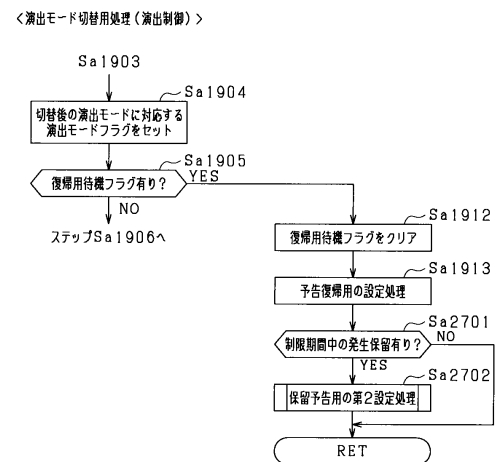 ＜演出モード切替用処理（演出制御）＞
Sa1903
Sa1904
切替後の演出モードに対応する
演出モードフラグをセット
Sa1905
復帰用待機フラグ有り？
YES
NO
ステップSa1906へ
Sa1912
復帰用待機フラグをクリア
Sa1913
予告復帰用の設定処理
Sa2701
制限期間中の発生保留有り？
NO
YES
Sa2702
保留予告用の第2設定処理
RET